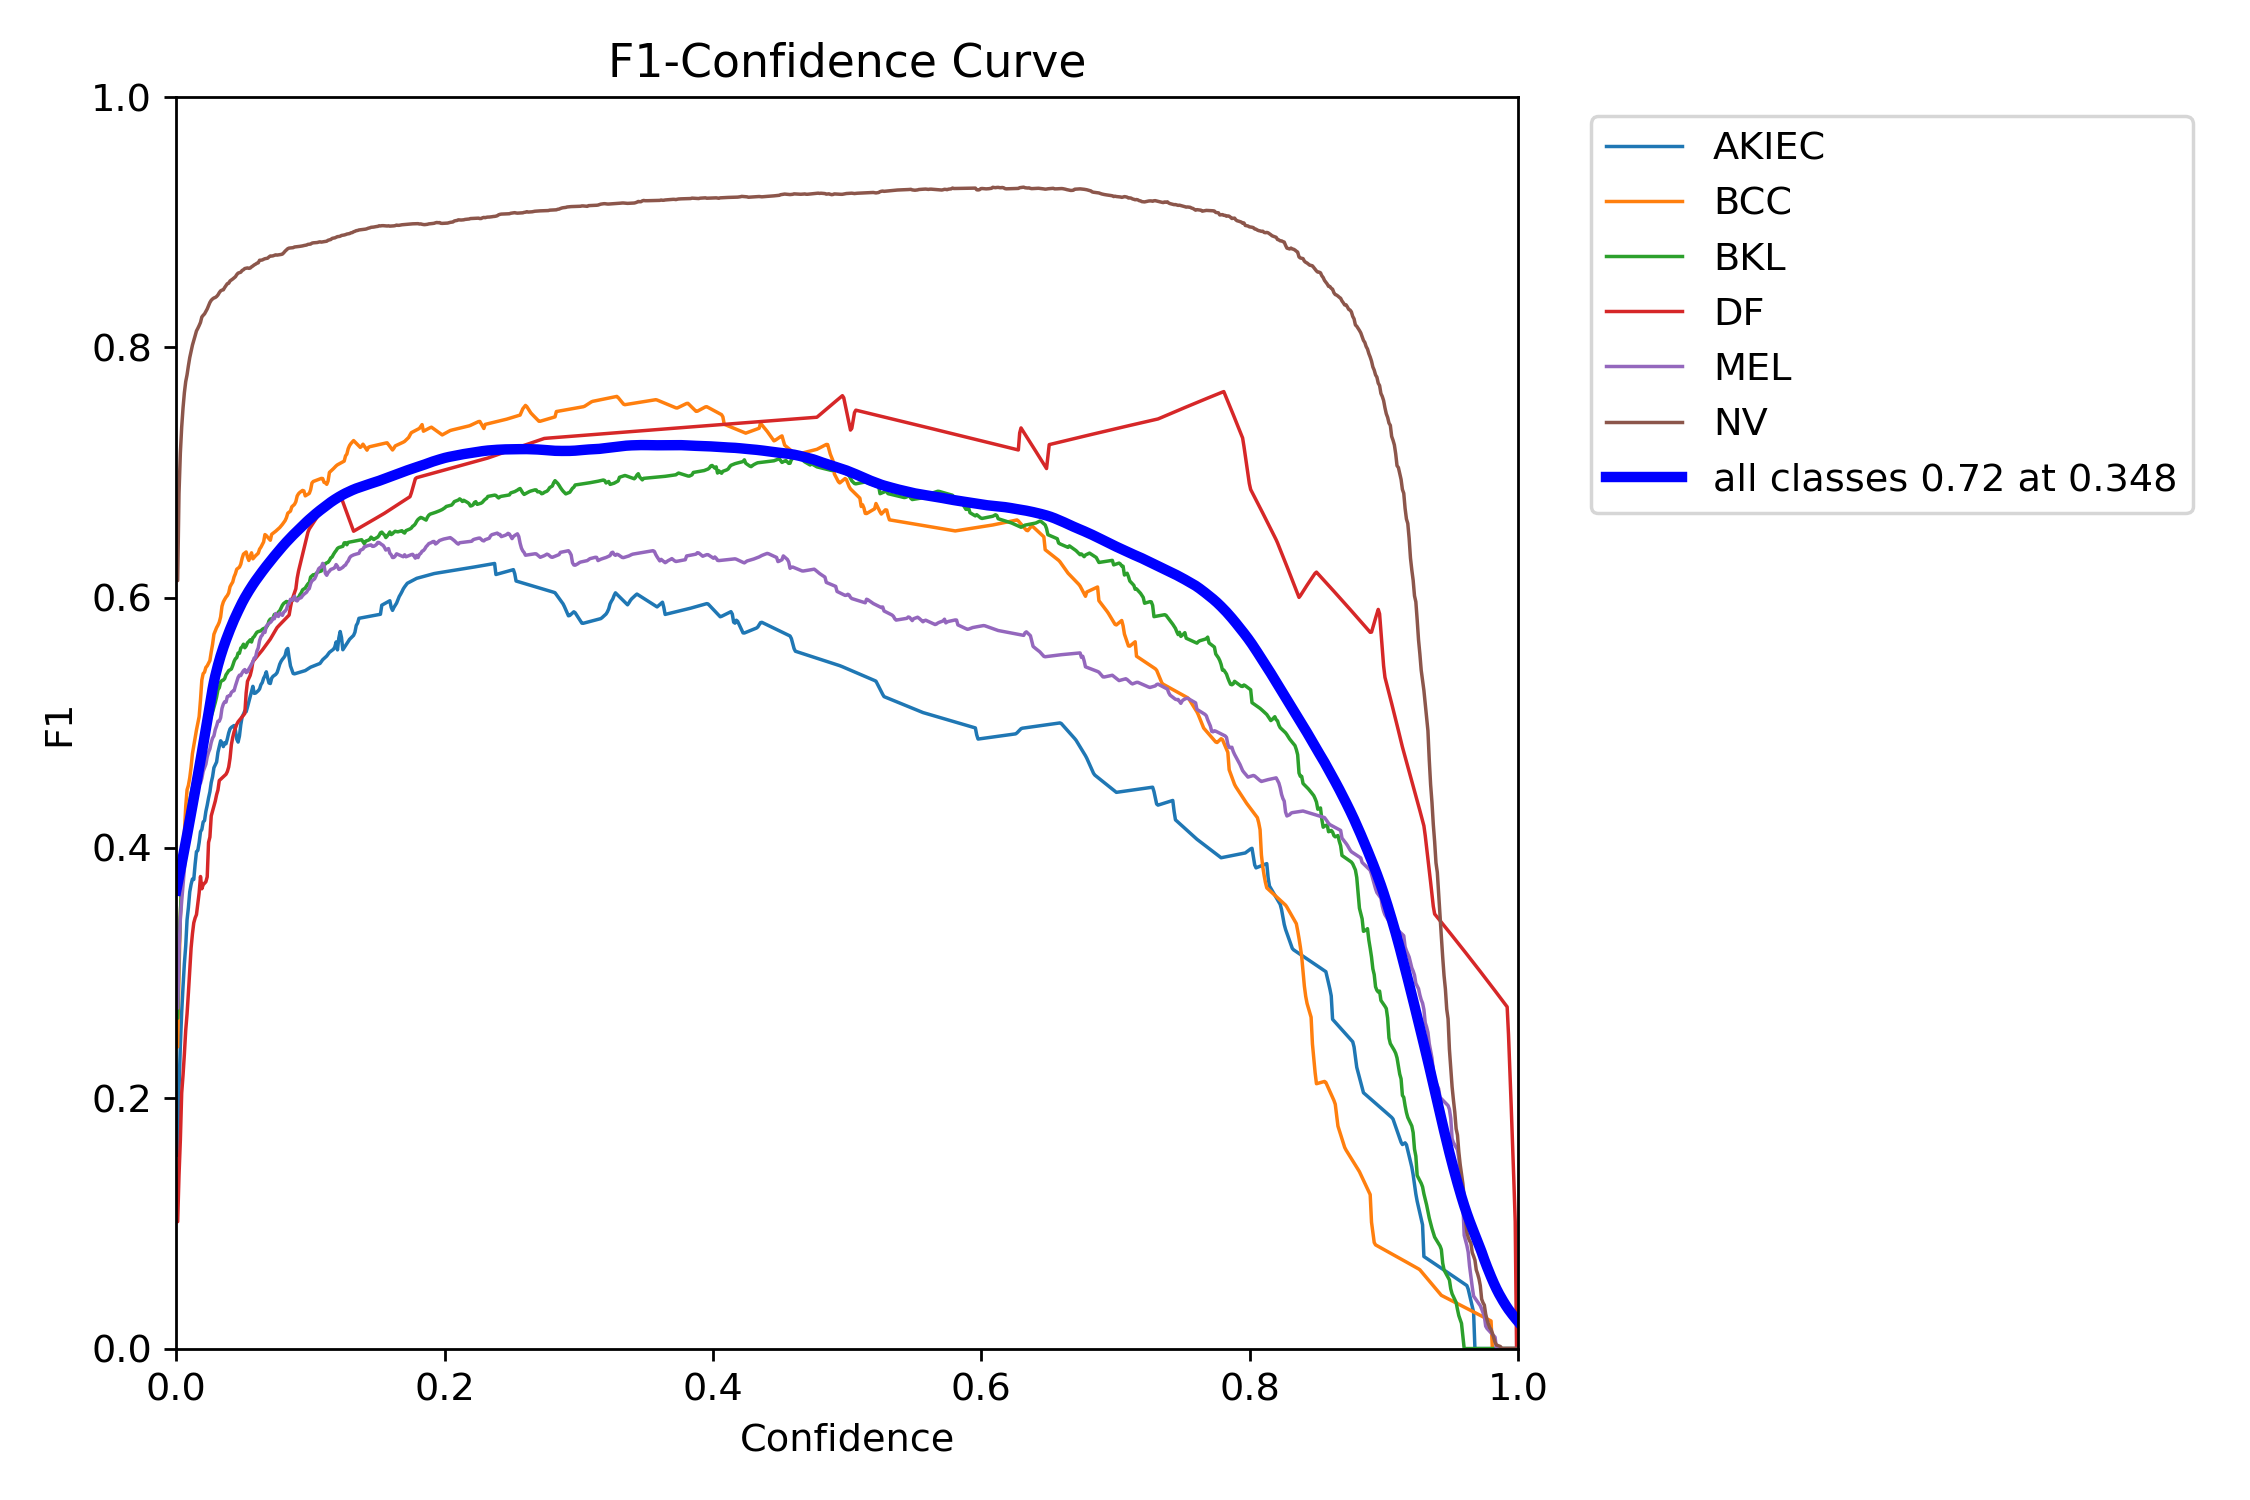 F1-Confidence Curve
1.0
0.8
0.6
0.4
0.2
0.0
F1
0.0 0.2 0.4 0.6 0.8 1.0
Confidence
AKIEC
BCC
BKL
DF
MEL
NV
all classes 0.72 at 0.348